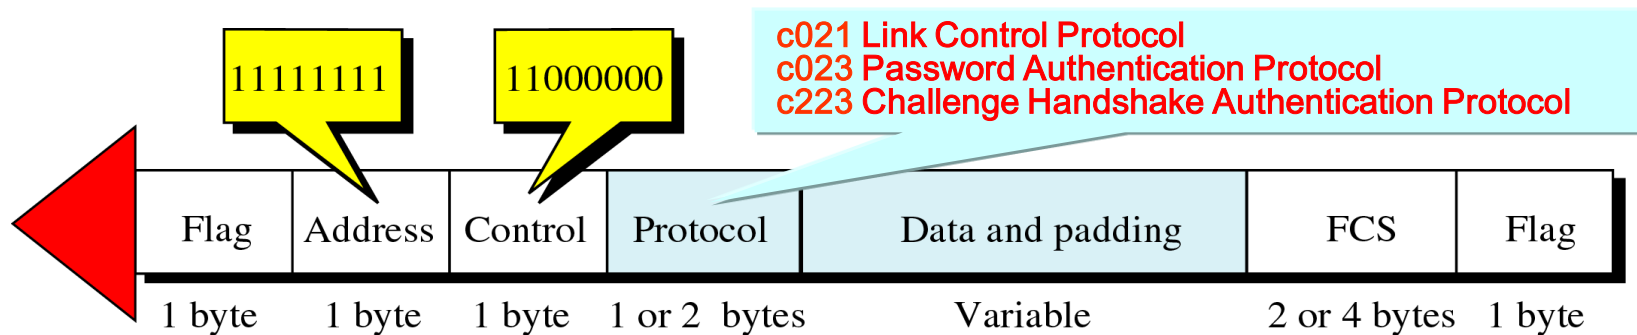 c021 Link Control Protocol
c023 Password Authentication Protocol
c223 Challenge Handshake Authentication Protocol
11111111 11000000
Flag Address Control Protocol Data and padding FCS Flag
1 byte 1 byte 1 byte 1 or 2 bytes Variable 2 or 4 bytes 1 byte